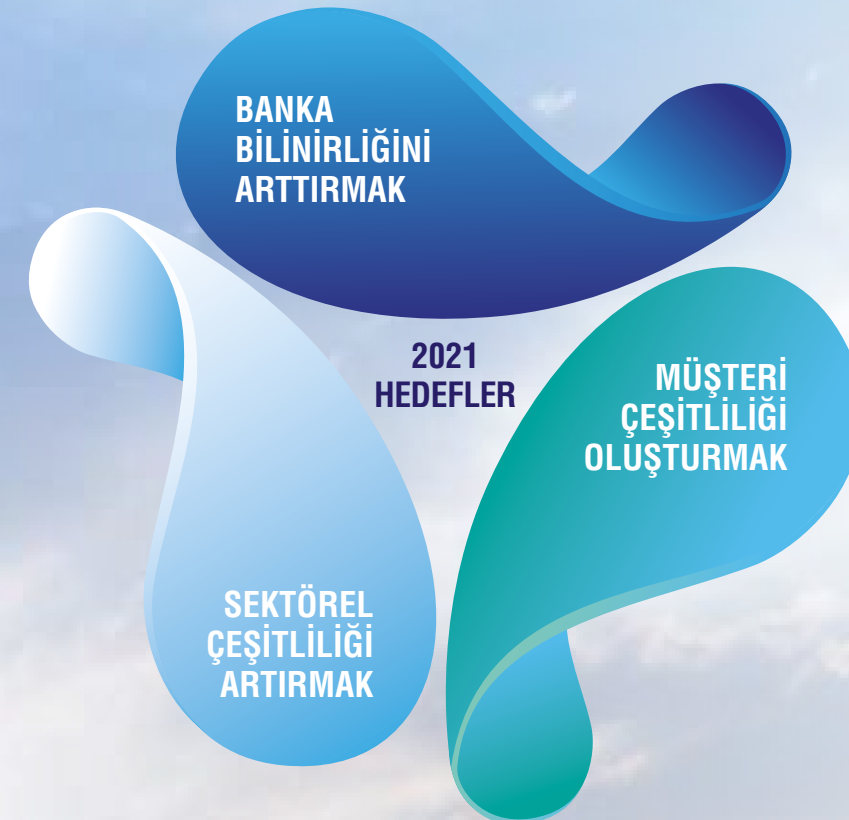 BANKA
BİLİNİRLİĞİNİ
ARTTIRMAK
2021
HEDEFLER
MÜŞTERİ
ÇEŞİTLİLİĞİ
OLUŞTURMAK
SEKTÖREL
ÇEŞİTLİLİĞİ
ARTIRMAK